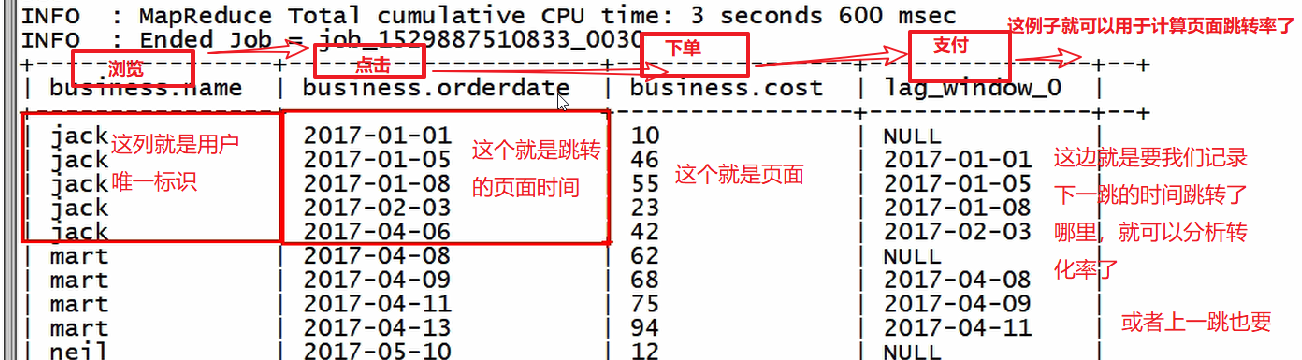 INFO  : MapReduce Total cumulative CPU time: 3 seconds 600 msec
INFO  : Ended Job = job_1529887510833_0030
这例子就可以用于计算页面跳转率了
浏览
点击
下单
支付
| business.name | business.orderdate | business.cost | lag_window_0 |
| jack | 2017-01-01 | 10 | NULL |
| jack | 2017-01-05 | 46 | 2017-01-01 |
| jack | 2017-01-08 | 55 | 2017-01-05 |
| jack | 2017-02-03 | 23 | 2017-01-08 |
| jack | 2017-04-06 | 42 | 2017-02-03 |
| mart | 2017-04-08 | 62 | NULL |
| mart | 2017-04-09 | 68 | 2017-04-08 |
| mart | 2017-04-11 | 75 | 2017-04-09 |
| mart | 2017-04-13 | 94 | 2017-04-11 |
| neil | 2017-05-10 | 12 | NULL |
这列就是用户
唯一标识
这个就是跳转
的页面时间
这个就是页面
这边就是要我们记录
下一跳的时间跳转了
哪里，就可以分析转
化率了
或者上一跳也要